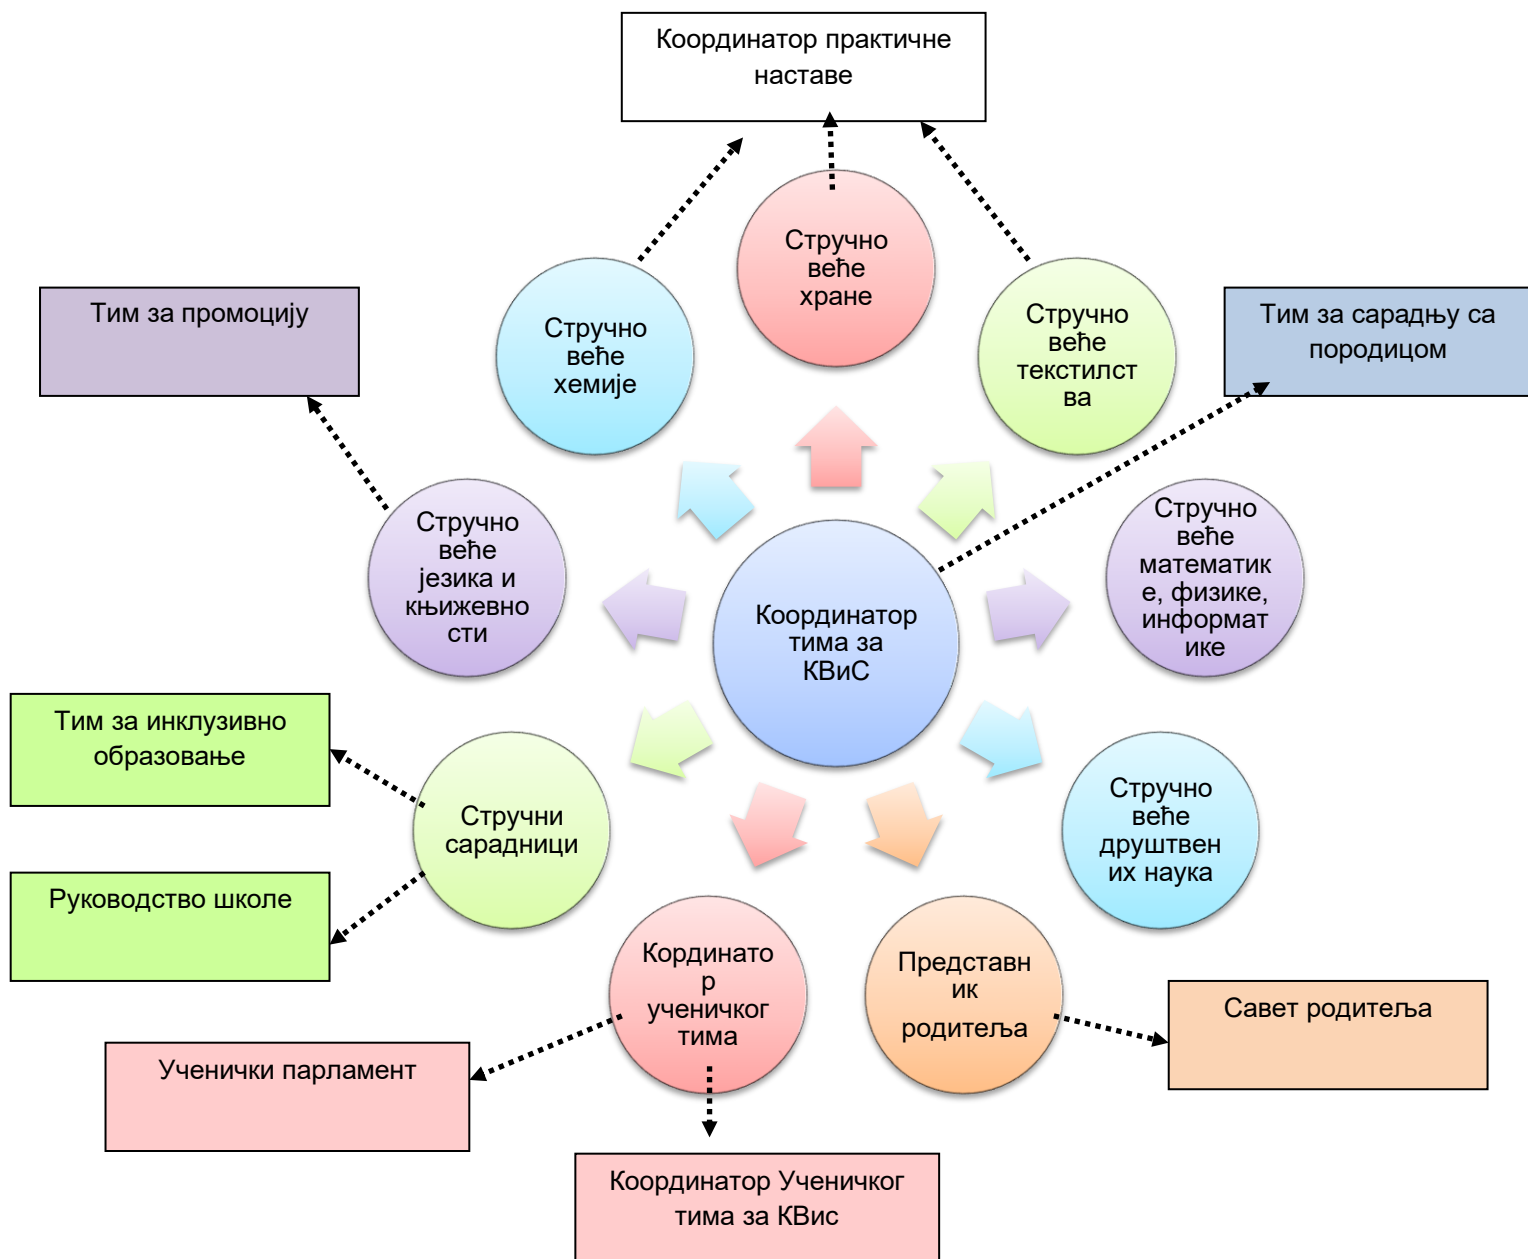 Координатор практичне
наставе
Стручно
веће
хране
Стручно
веће
хемије
Стручно
веће
текстилст
ва
Тим за промоцију
Тим за сарадњу са
породицом
Стручно
веће
језика и
књижевно
сти
Стручно
веће
математик
е, физике,
информат
ике
Координатор
тима за
КВиС
Тим за инклузивно
образовање
Стручни
сарадници
Стручно
веће
друштвен
их наука
Руководство школе
Кординато
р
ученичког
тима
Представн
ик
родитеља
Савет родитеља
Ученички парламент
Координатор Ученичког
тима за КВис